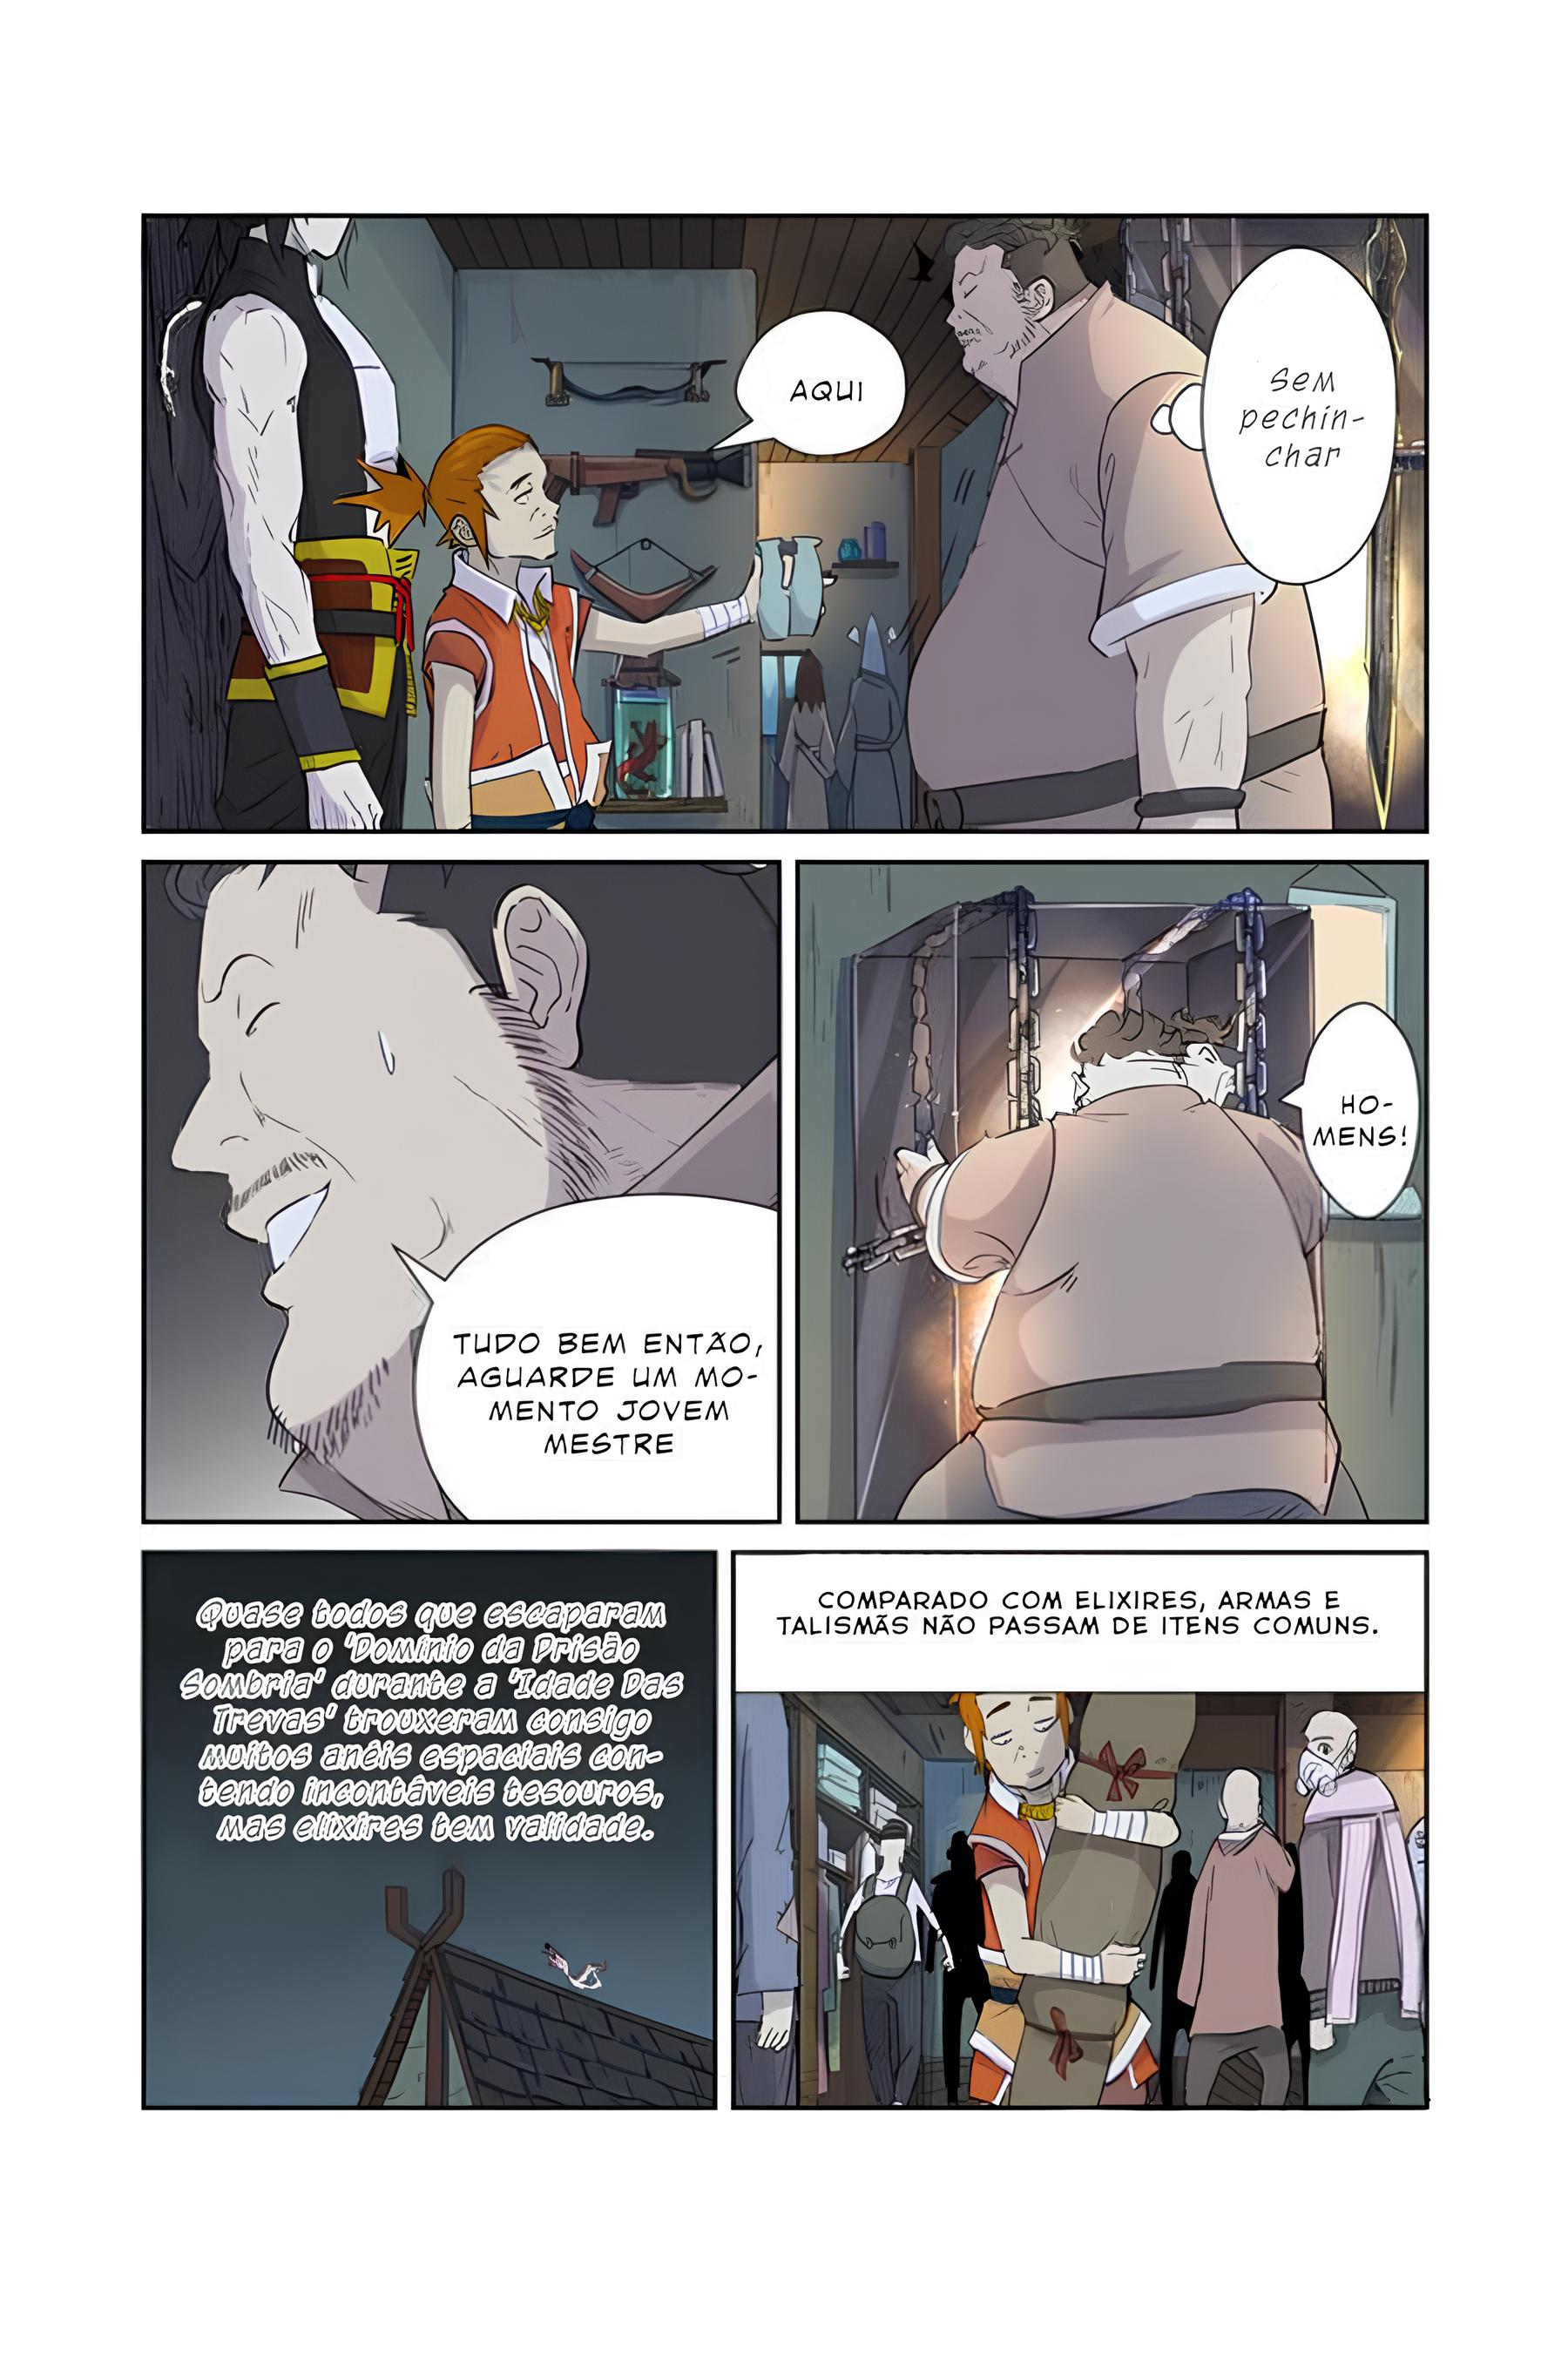 AQUI
Sem
pechin-
char
TUDO BEM ENTÃO,
AGUARDE UM MO-
MENTO JOVEM
MESTRE
HO-
MENS!
Quase todos que escaparam
para o 'Domínio da Prisão
Sombria' durante a 'Idade Das
Trevas' trouxeram consigo
muitos anéis espaciais con-
tendo incontáveis tesouros,
mas elixires tem validade.
COMPARADO COM ELIXIRES, ARMAS E
TALISMÃS NÃO PASSAM DE ITENS COMUNS.